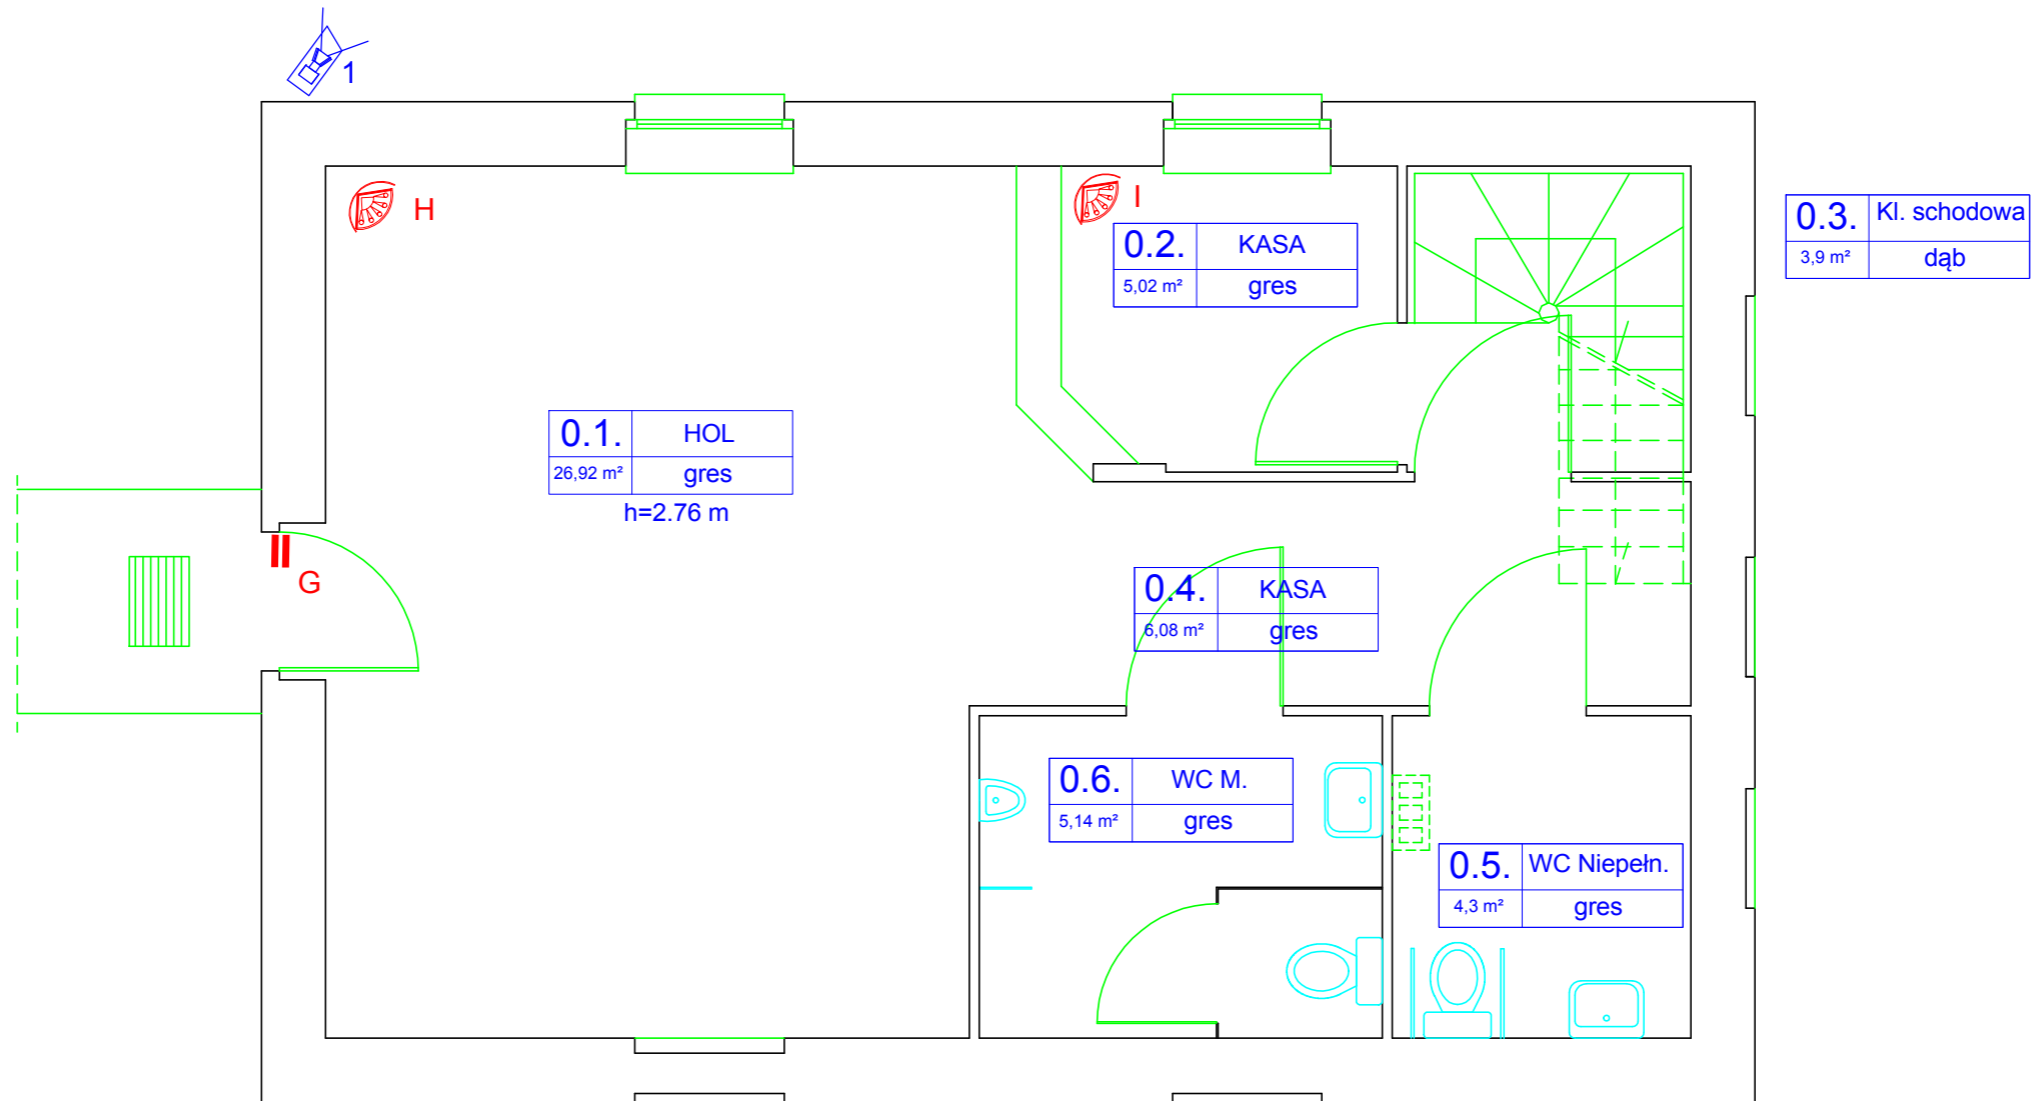 1
H
I
0.2. KASA
5,02 m² gres
0.3. Kl. schodowa
3,9 m² dąb
0.1. HOL
26,92 m² gres
h=2.76 m
G
0.4. KASA
6,08 m² gres
0.6. WC M.
5,14 m² gres
0.5. WC Niepełn.
4,3 m² gres